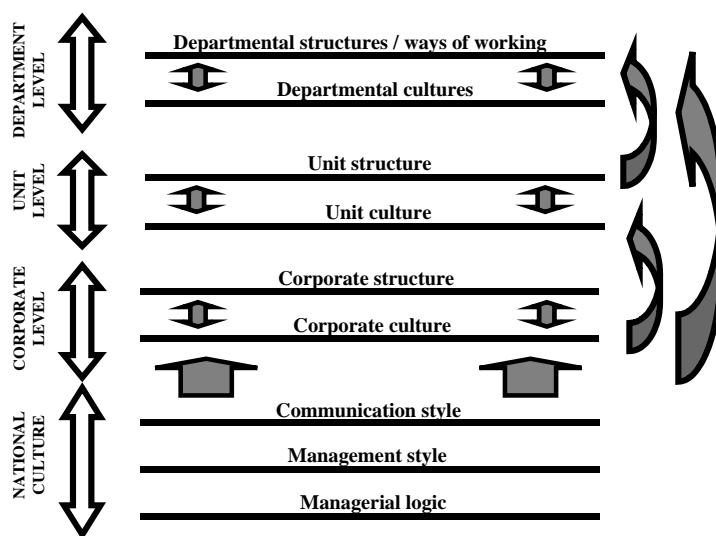 DEPARTMENT
LEVEL
Departmental structures / ways of working
Departmental cultures
UNIT
LEVEL
Unit structure
Unit culture
CORPORATE
LEVEL
Corporate structure
Corporate culture
NATIONAL
CULTURE
Communication style
Management style
Managerial logic